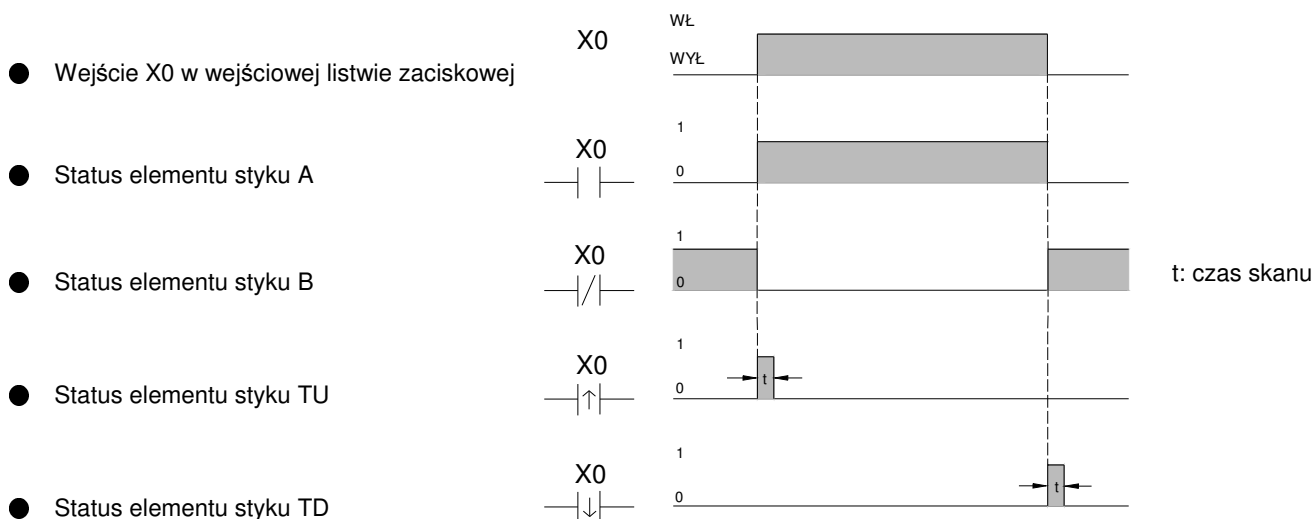 WŁ
X0
WYŁ
Wejście X0 w wejściowej listwie zaciskowej
1
X0
Status elementu styku A
0
1
X0
Status elementu styku B
0
t: czas skanu
1
X0
t
Status elementu styku TU
0
1
X0
t
Status elementu styku TD
0